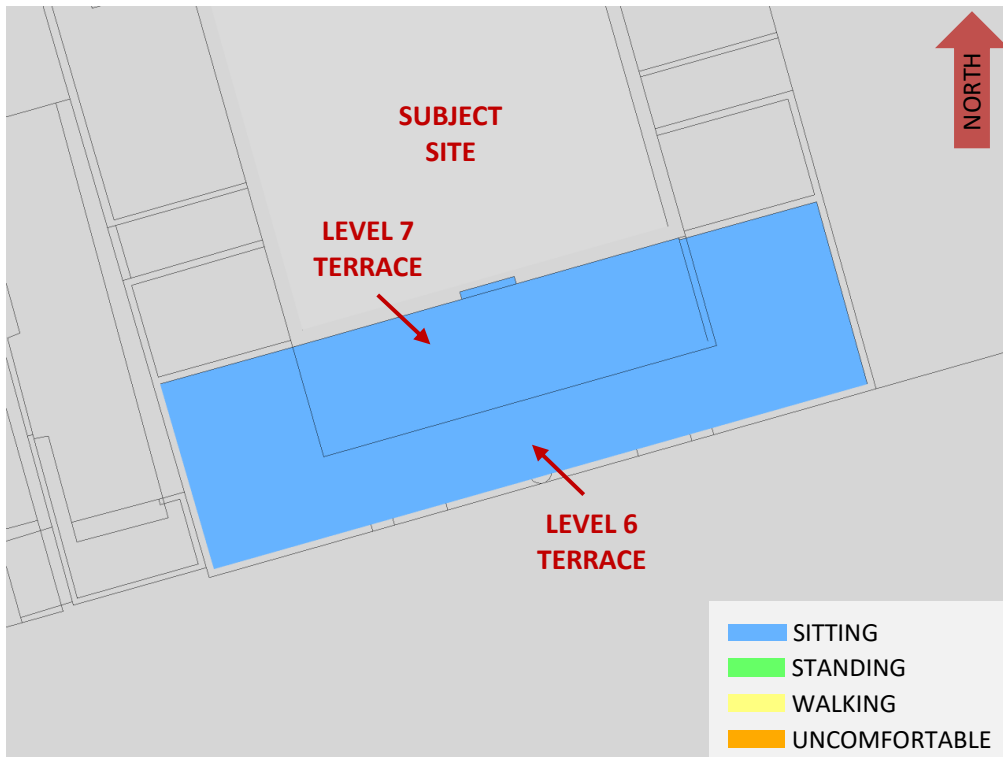 NORTH
SUBJECT
SITE
LEVEL 7
TERRACE
LEVEL 6
TERRACE
SITTING
STANDING
WALKING
UNCOMFORTABLE